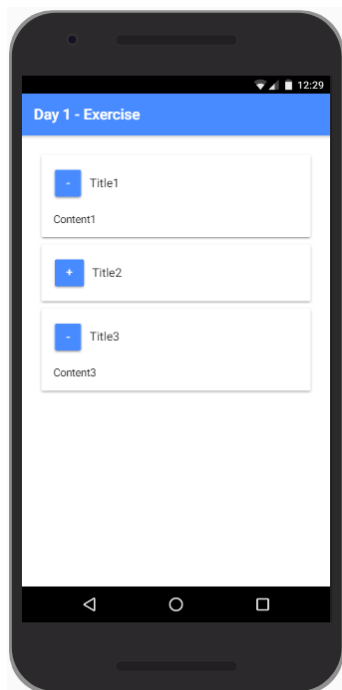 12:29
Day 1 - Exercise
- Title1
Content1
+ Title2
- Title3
Content3